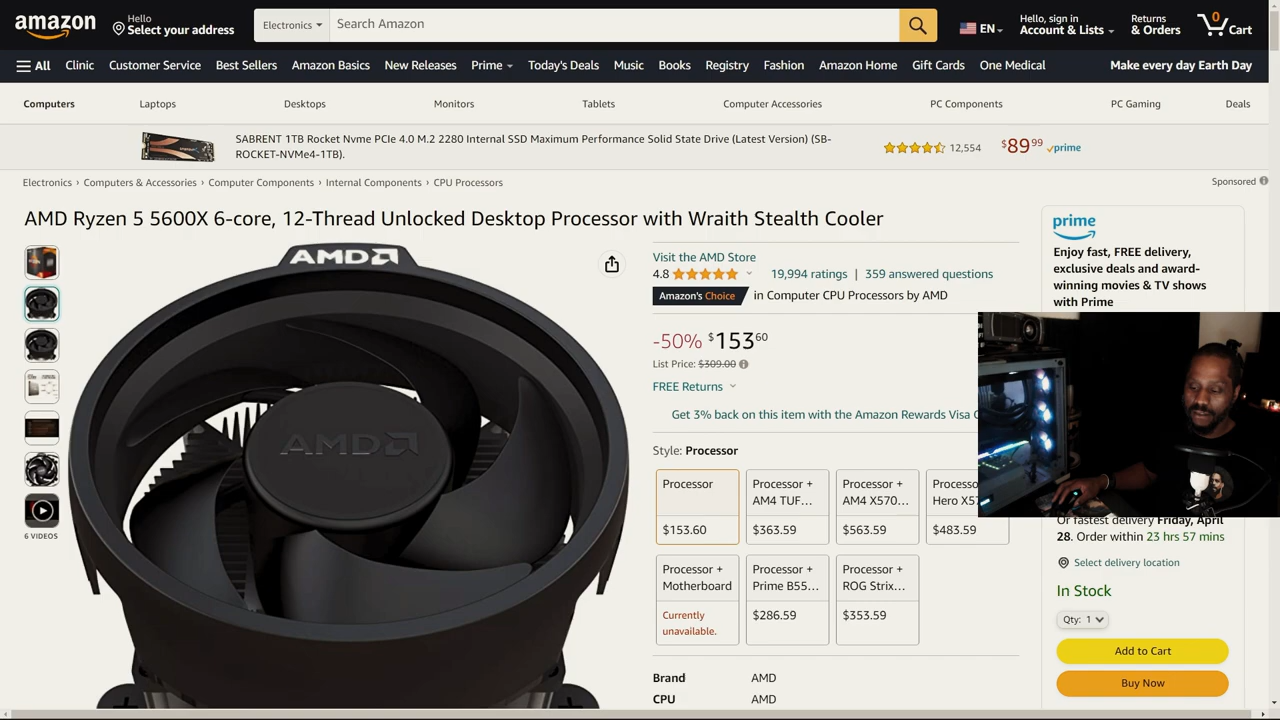 amazon
Hello
Select your address
Electronics
Search Amazon
EN
Hello, sign in
Account & Lists
Returns
& Orders
0
Cart
All
Clinic
Customer Service
Best Sellers
Amazon Basics
New Releases
Prime
Today's Deals
Music
Books
Registry
Fashion
Amazon Home
Gift Cards
One Medical
Make every day Earth Day
Computers
Laptops
Desktops
Monitors
Tablets
Computer Accessories
PC Components
PC Gaming
Deals
SABRENT 1TB Rocket Nvme PCIe 4.0 M.2 2280 Internal SSD Maximum Performance Solid State Drive (Latest Version) (SB-
ROCKET-NVMe4-1TB).
12,554
$89.99
prime
Electronics › Computers & Accessories › Computer Components › Internal Components › CPU Processors
Sponsored
AMD Ryzen 5 5600X 6-core, 12-Thread Unlocked Desktop Processor with Wraith Stealth Cooler
AMD
AMD
6 VIDEOS
Visit the AMD Store
4.8
19,994 ratings | 359 answered questions
Amazon's Choice in Computer CPU Processors by AMD
-50% $153.60
List Price: $309.00
FREE Returns
Get 3% back on this item with the Amazon Rewards Visa
Style: Processor
Processor
$153.60
Processor +
AM4 TUF...
$363.59
Processor +
AM4 X570...
$563.59
Processo
Hero X57
$483.59
Processor +
Motherboard
Currently
unavailable.
Processor +
Prime B55...
$286.59
Processor +
ROG Strix...
$353.59
Brand AMD
CPU AMD
prime
Enjoy fast, FREE delivery,
exclusive deals and award-
winning movies & TV shows
with Prime
Or fastest delivery Friday, April
28. Order within 23 hrs 57 mins
Select delivery location
In Stock
Qty: 1
Add to Cart
Buy Now